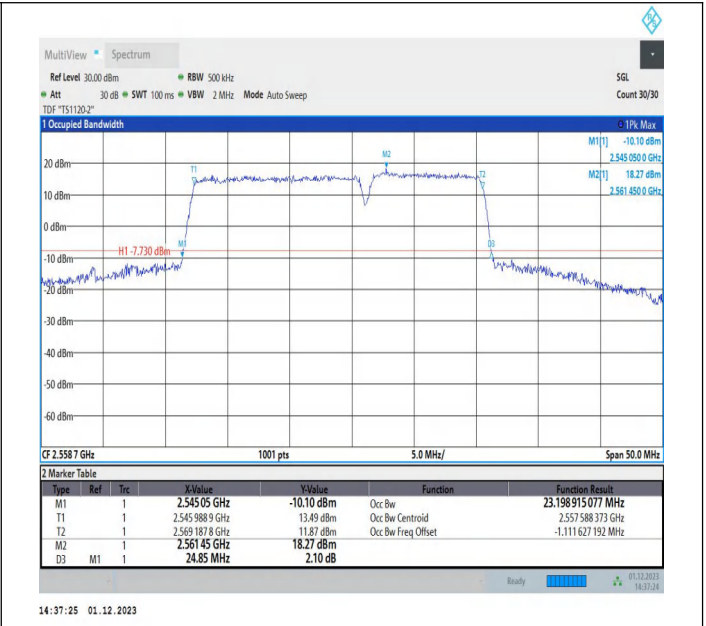 R S
MultiView Spectrum
Ref Level 30.00 dBm RBW 500 kHz SGL
Att 30 dB SWT 100 ms VBW 2 MHz Mode Auto Sweep Count 30/30
TDF "TS1120-2"
1 Occupied Bandwidth 1Pk Max
M1[1] -10.10 dBm
2.545 050 0 GHz
M2[1] 18.27 dBm
2.561 450 0 GHz
M2
T1
T2
20 dBm
10 dBm
0 dBm
M1
D3
H1 -7.730 dBm
-10 dBm
-20 dBm
-30 dBm
-40 dBm
-50 dBm
-60 dBm
CF 2.558 7 GHz 1001 pts 5.0 MHz/ Span 50.0 MHz
2 Marker Table
Type Ref Trc X-Value Y-Value Function Function Result
M1 1 2.545 05 GHz -10.10 dBm Occ Bw 23.198 915 077 MHz
T1 1 2.545 988 9 GHz 13.49 dBm Occ Bw Centroid 2.557 588 373 GHz
T2 1 2.569 187 8 GHz 11.87 dBm Occ Bw Freq Offset -1.111 627 192 MHz
M2 1 2.561 45 GHz 18.27 dBm
D3 M1 1 24.85 MHz 2.10 dB
Ready 01.12.2023
14:37:24
14:37:25 01.12.2023